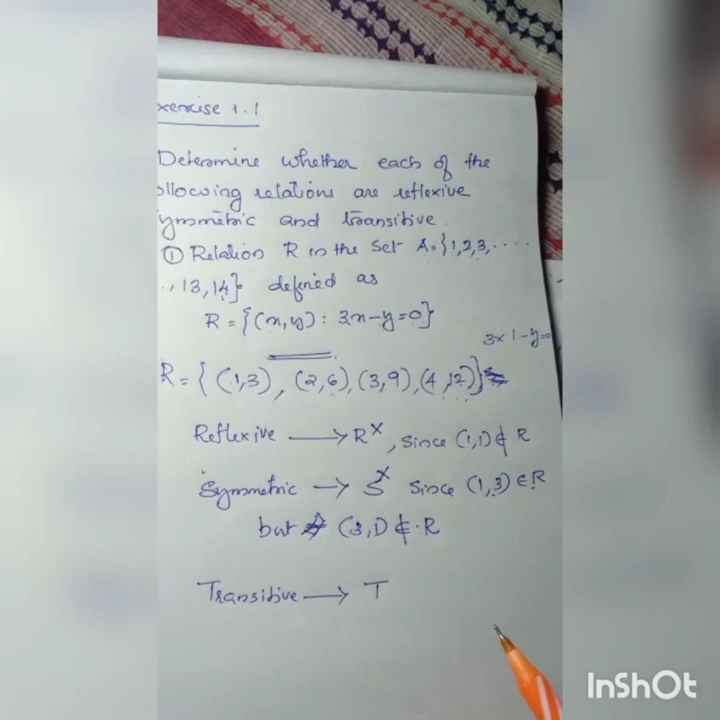 xercise 1.1
Determine whether each of the
ollowing relations are reflexive
ymmetric and transitive.
① Relation R in the Set A = {1,2,3, ....
.., 13, 14} defined as
R = {(x,y) : 3x-y=0}
3x1-y=0
R = { (1,3), (2,6), (3,9), (4,12)}
Reflexive → R x, since (1,1) ∉ R
Symmetric → S x since (1,3) ∈ R
but (3,1) ∉ R
Transitive → T
InShOt